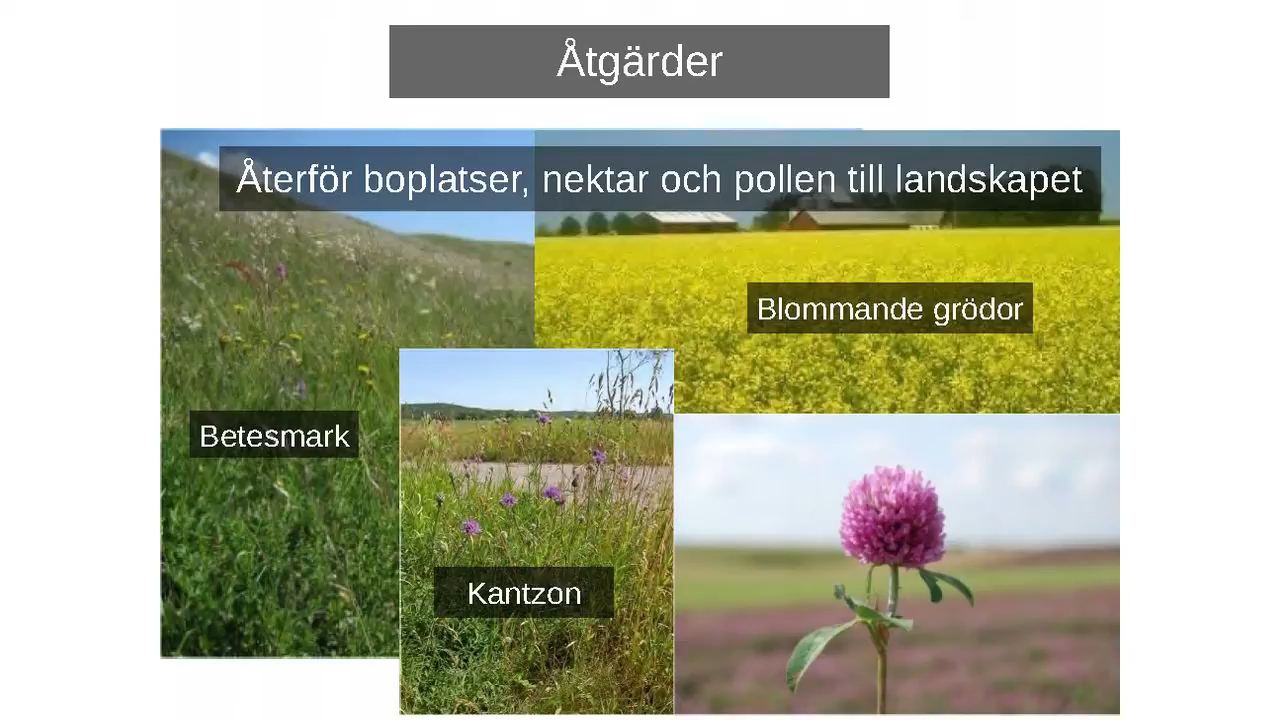 Åtgärder
Återför boplatser, nektar och pollen till landskapet
Blommande grödor
Betesmark
Kantzon